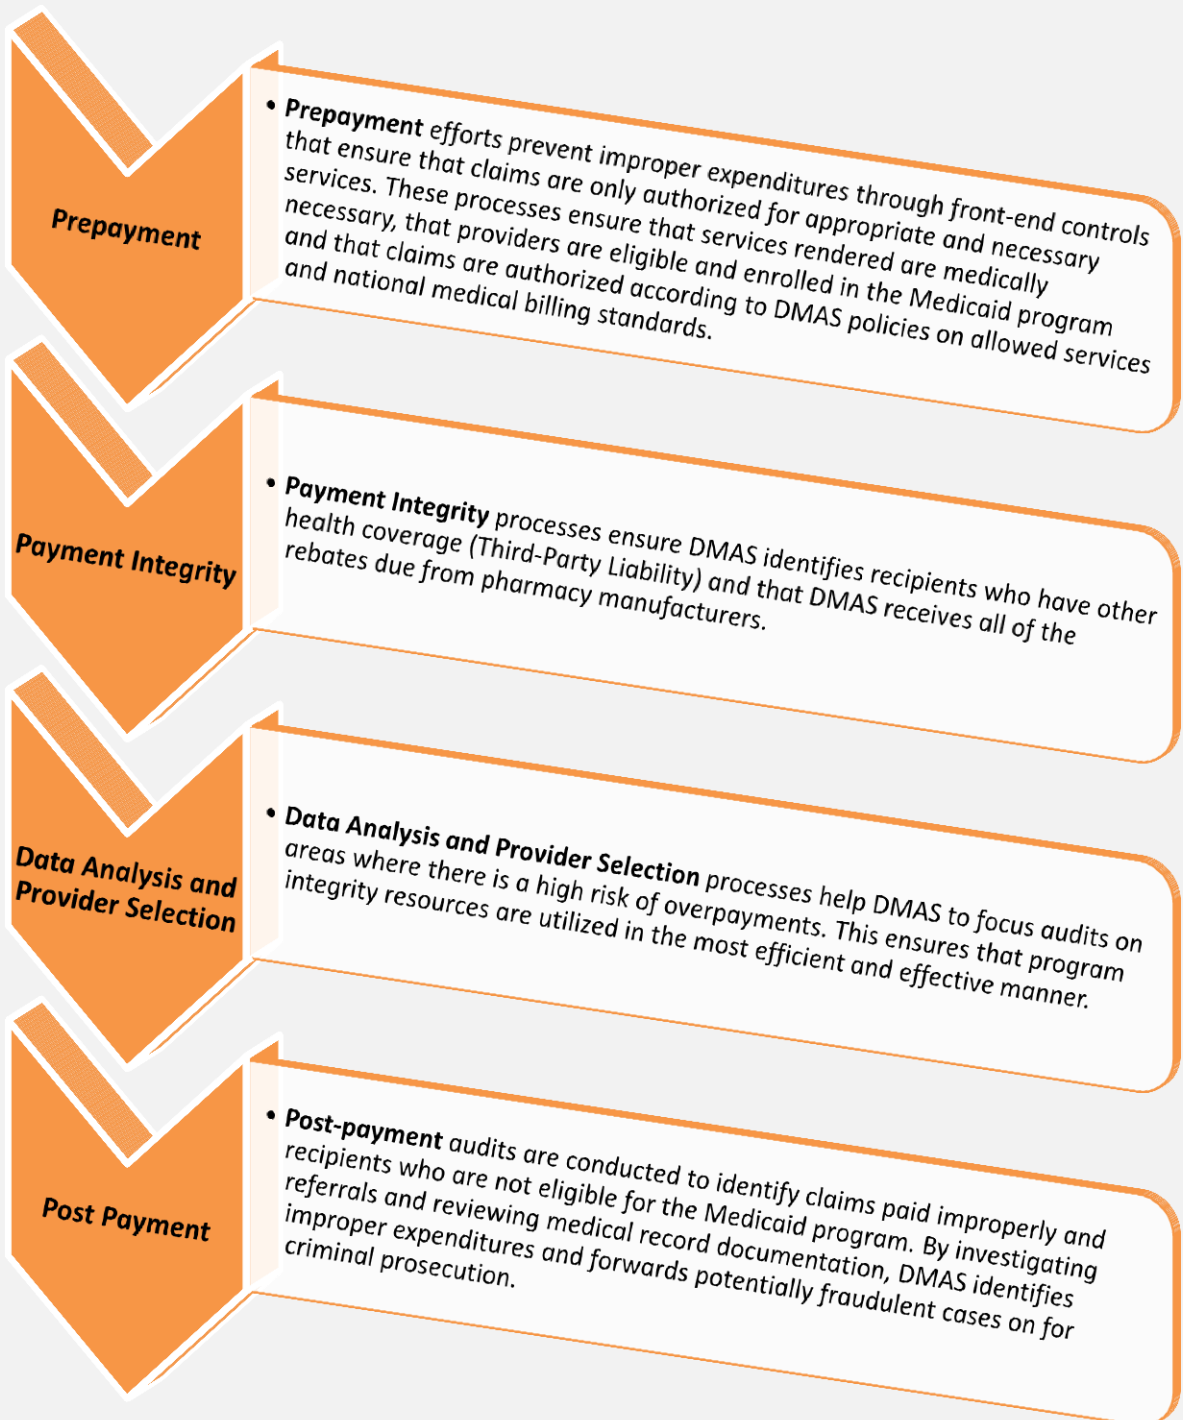 Prepayment
• Prepayment efforts prevent improper expenditures through front-end controls
that ensure that claims are only authorized for appropriate and necessary
services. These processes ensure that services rendered are medically
necessary, that providers are eligible and enrolled in the Medicaid program
and that claims are authorized according to DMAS policies on allowed services
and national medical billing standards.
Payment Integrity
• Payment Integrity processes ensure DMAS identifies recipients who have other
health coverage (Third-Party Liability) and that DMAS receives all of the
rebates due from pharmacy manufacturers.
Data Analysis and
Provider Selection
• Data Analysis and Provider Selection processes help DMAS to focus audits on
areas where there is a high risk of overpayments. This ensures that program
integrity resources are utilized in the most efficient and effective manner.
Post Payment
• Post-payment audits are conducted to identify claims paid improperly and
recipients who are not eligible for the Medicaid program. By investigating
referrals and reviewing medical record documentation, DMAS identifies
improper expenditures and forwards potentially fraudulent cases on for
criminal prosecution.